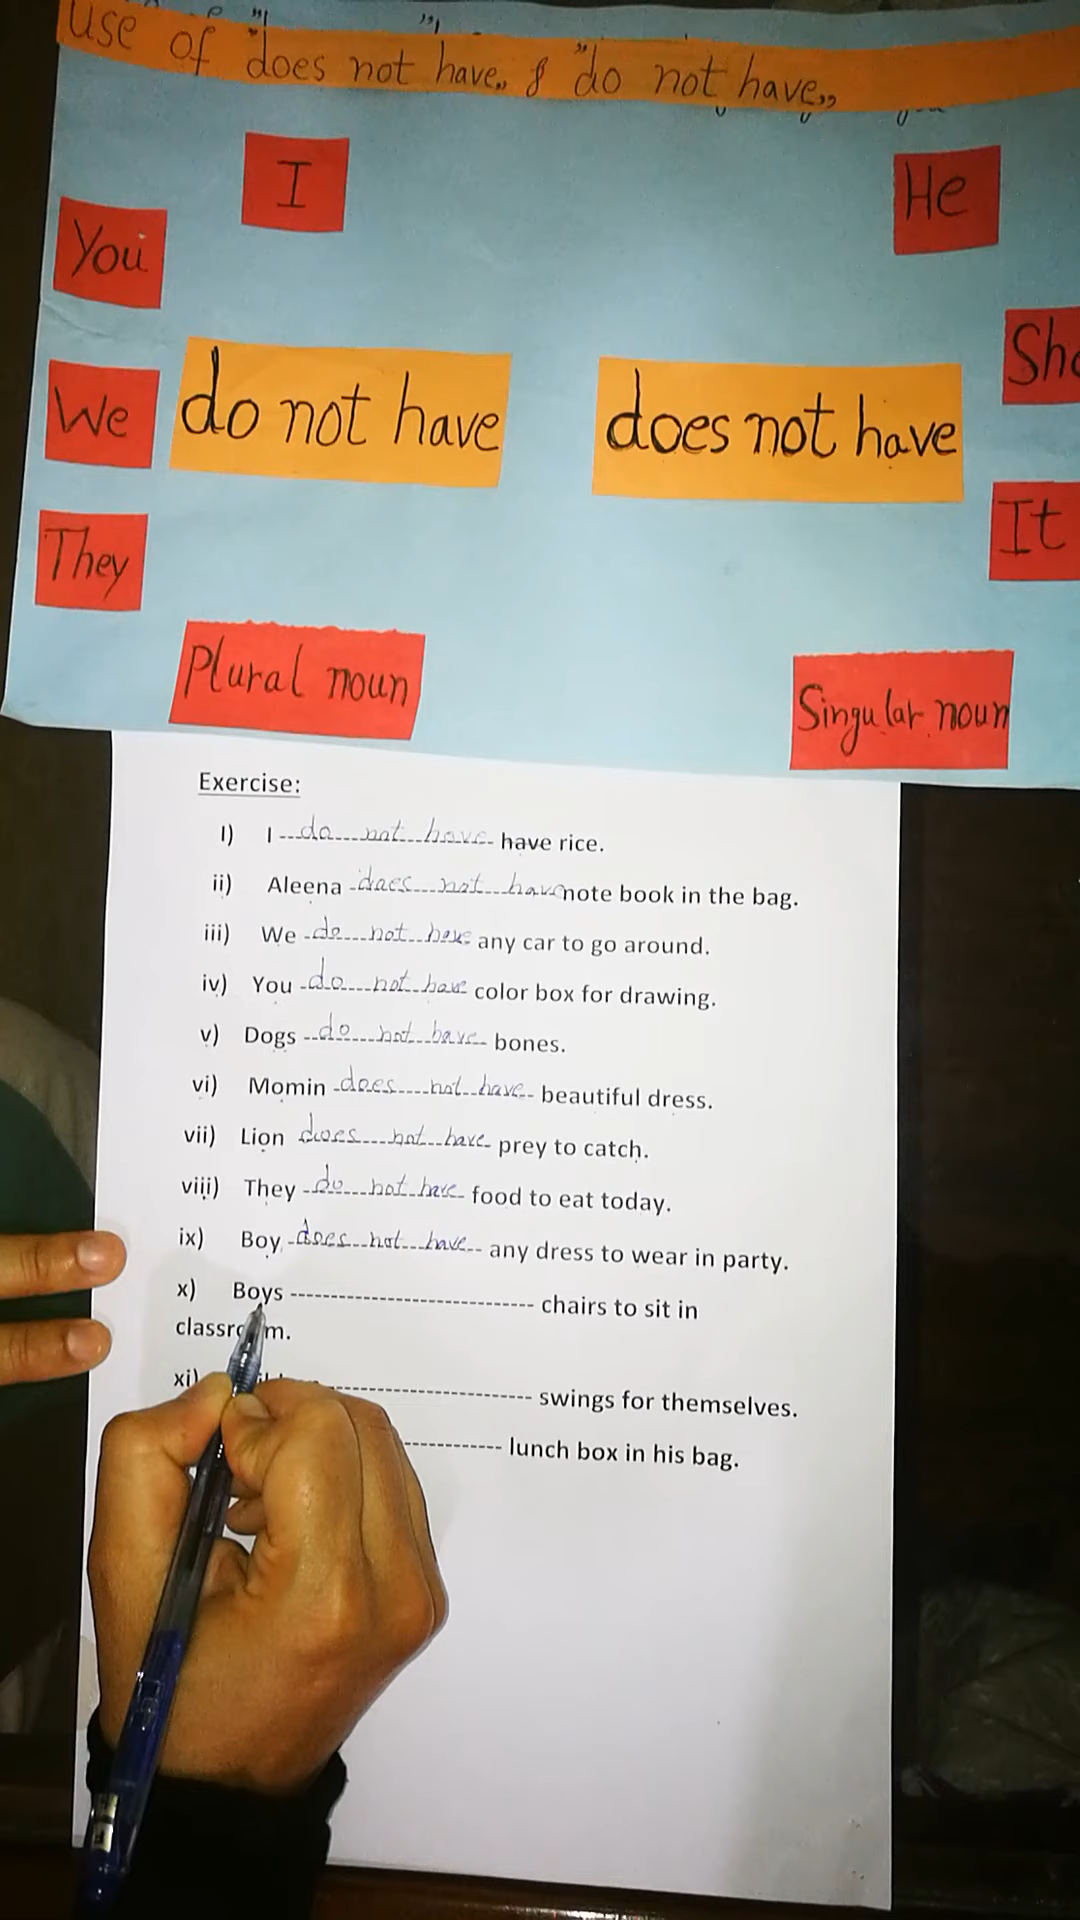 use of "does not have" & "do not have"
I
He
You
We
do not have
does not have
It
They
Plural noun
Singular noun
Exercise:
I) I ---do----not---have-- have rice.
ii) Aleena -does---not---have note book in the bag.
iii) We --do----not---have any car to go around.
iv) You -do----not have color box for drawing.
v) Dogs --do----not---have-- bones.
vi) Momin -does----not--have-- beautiful dress.
vii) Lion does----not---have prey to catch.
viii) They --do----not have- food to eat today.
ix) Boy -does---not---have-- any dress to wear in party.
x) Boys ------------------------------ chairs to sit in
xi) ------------------------- swings for themselves.
------------ lunch box in his bag.